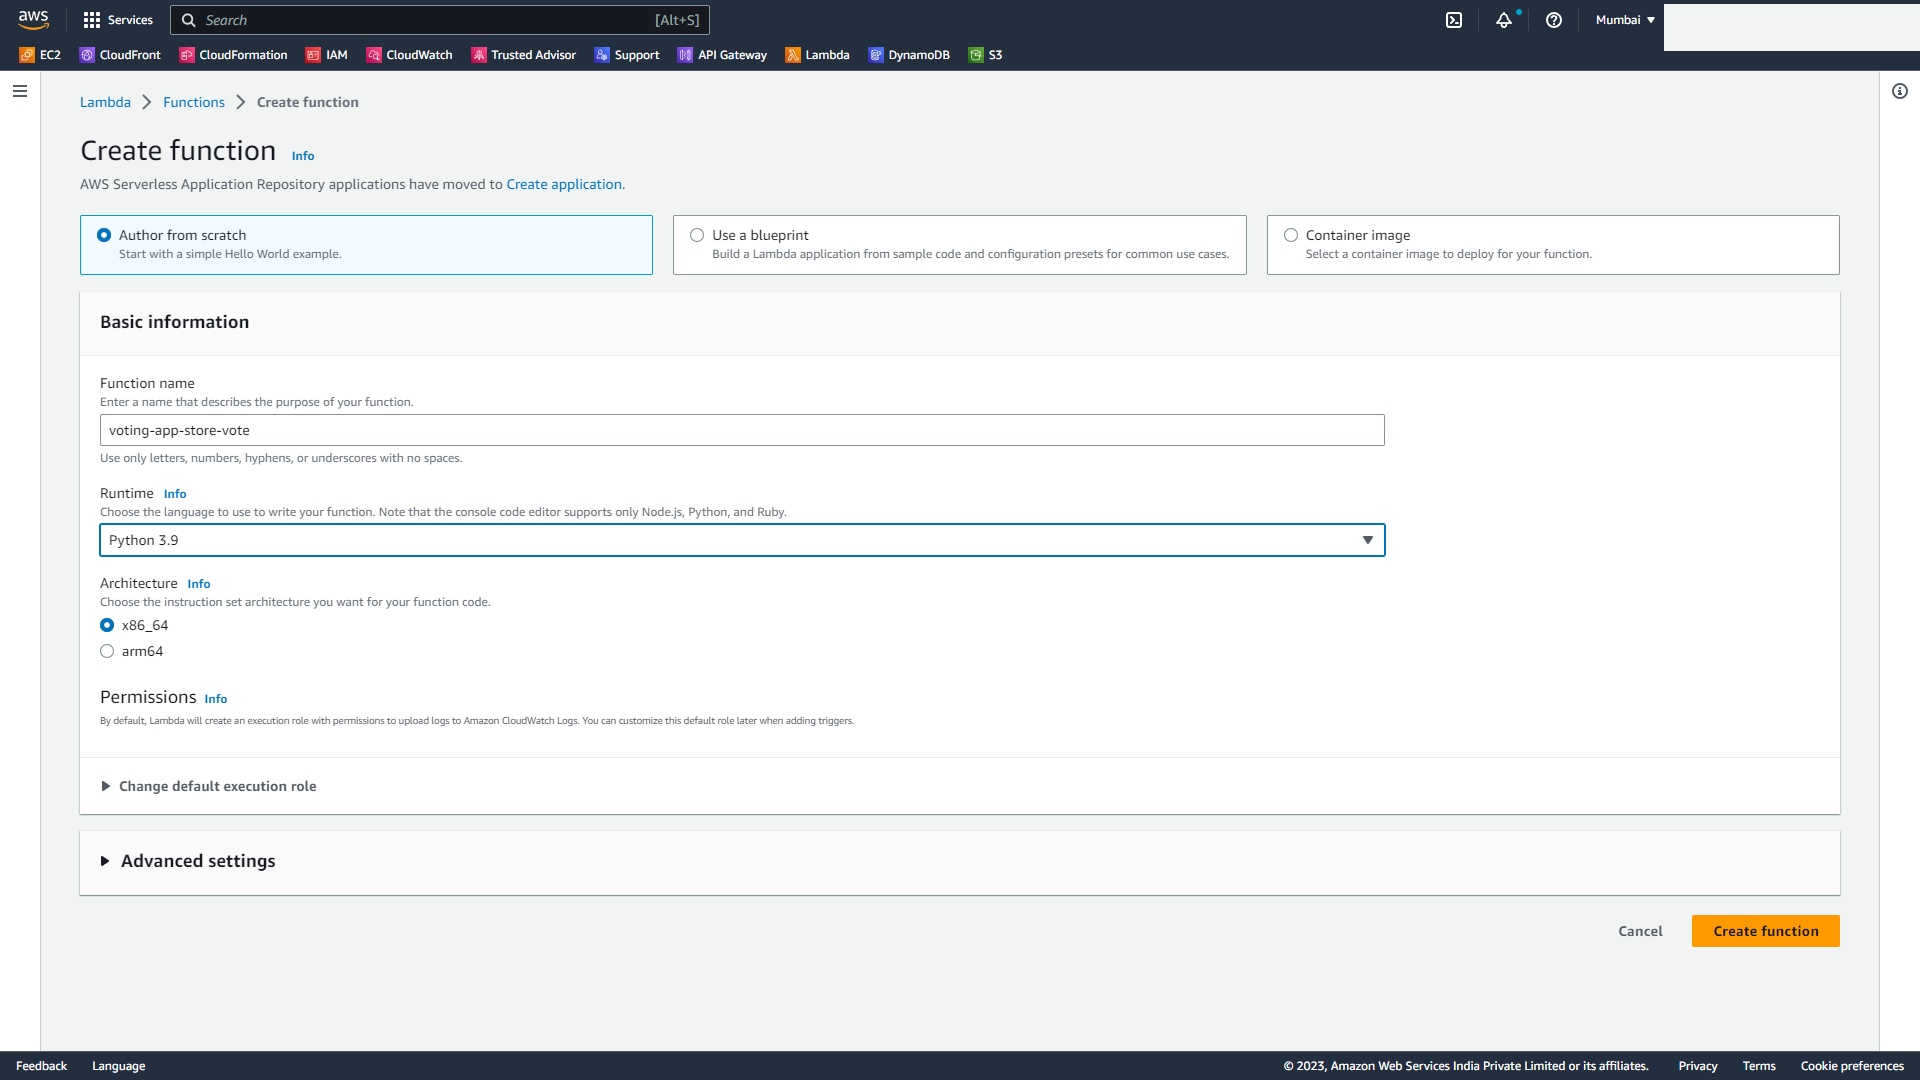 aws
Services
Search [Alt+S]
Mumbai
EC2 CloudFront CloudFormation IAM CloudWatch Trusted Advisor Support API Gateway Lambda DynamoDB S3
Lambda Functions Create function
Create function Info
AWS Serverless Application Repository applications have moved to Create application.
Author from scratch
Start with a simple Hello World example.
Use a blueprint
Build a Lambda application from sample code and configuration presets for common use cases.
Container image
Select a container image to deploy for your function.
Basic information
Function name
Enter a name that describes the purpose of your function.
voting-app-store-vote
Use only letters, numbers, hyphens, or underscores with no spaces.
Runtime Info
Choose the language to use to write your function. Note that the console code editor supports only Node.js, Python, and Ruby.
Python 3.9
Architecture Info
Choose the instruction set architecture you want for your function code.
x86_64
arm64
Permissions Info
By default, Lambda will create an execution role with permissions to upload logs to Amazon CloudWatch Logs. You can customize this default role later when adding triggers.
Change default execution role
Advanced settings
Cancel Create function
Feedback Language © 2023, Amazon Web Services India Private Limited or its affiliates. Privacy Terms Cookie preferences